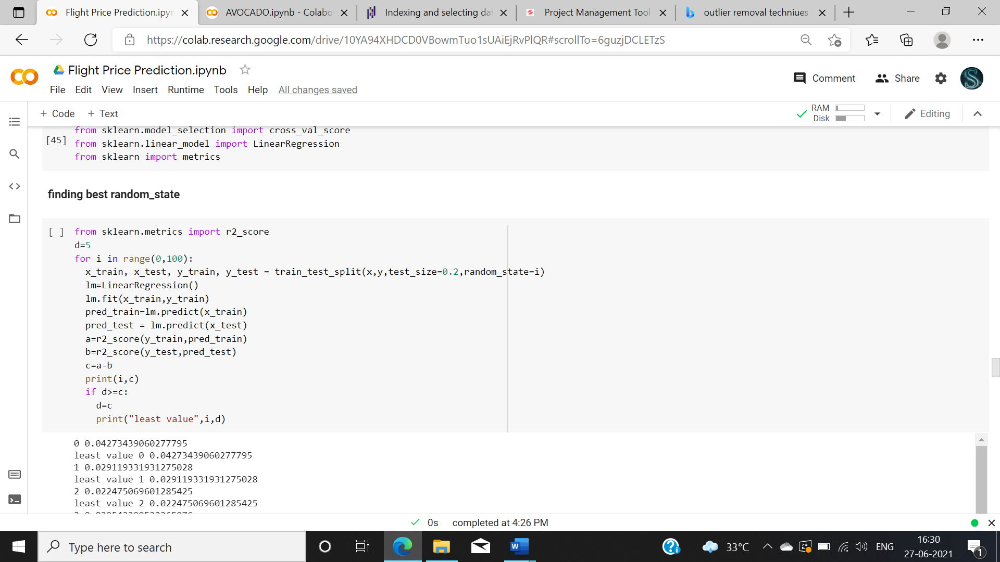 Flight Price Prediction.ipyn
AVOCADO.ipynb - Colabo
Indexing and selecting da
Project Management Tool
outlier removal techniues
https://colab.research.google.com/drive/10YA94XHDCD0VBowmTuo1sUAiEjRvPlQR#scrollTo=6guzjDCLETzS
Flight Price Prediction.ipynb
Comment
Share
S
File Edit View Insert Runtime Tools Help All changes saved
+ Code + Text
RAM
Disk
Editing
from sklearn.model_selection import cross_val_score
[45] from sklearn.linear_model import LinearRegression
from sklearn import metrics
finding best random_state
[ ] from sklearn.metrics import r2_score
d=5
for i in range(0,100):
x_train, x_test, y_train, y_test = train_test_split(x,y,test_size=0.2,random_state=i)
lm=LinearRegression()
lm.fit(x_train,y_train)
pred_train=lm.predict(x_train)
pred_test = lm.predict(x_test)
a=r2_score(y_train,pred_train)
b=r2_score(y_test,pred_test)
c=a-b
print(i,c)
if d>=c:
d=c
print("least value",i,d)
0 0.04273439060277795
least value 0 0.04273439060277795
1 0.029119331931275028
least value 1 0.029119331931275028
2 0.022475069601285425
least value 2 0.022475069601285425
0s completed at 4:26 PM
Type here to search
33°C
ENG
16:30
27-06-2021
1